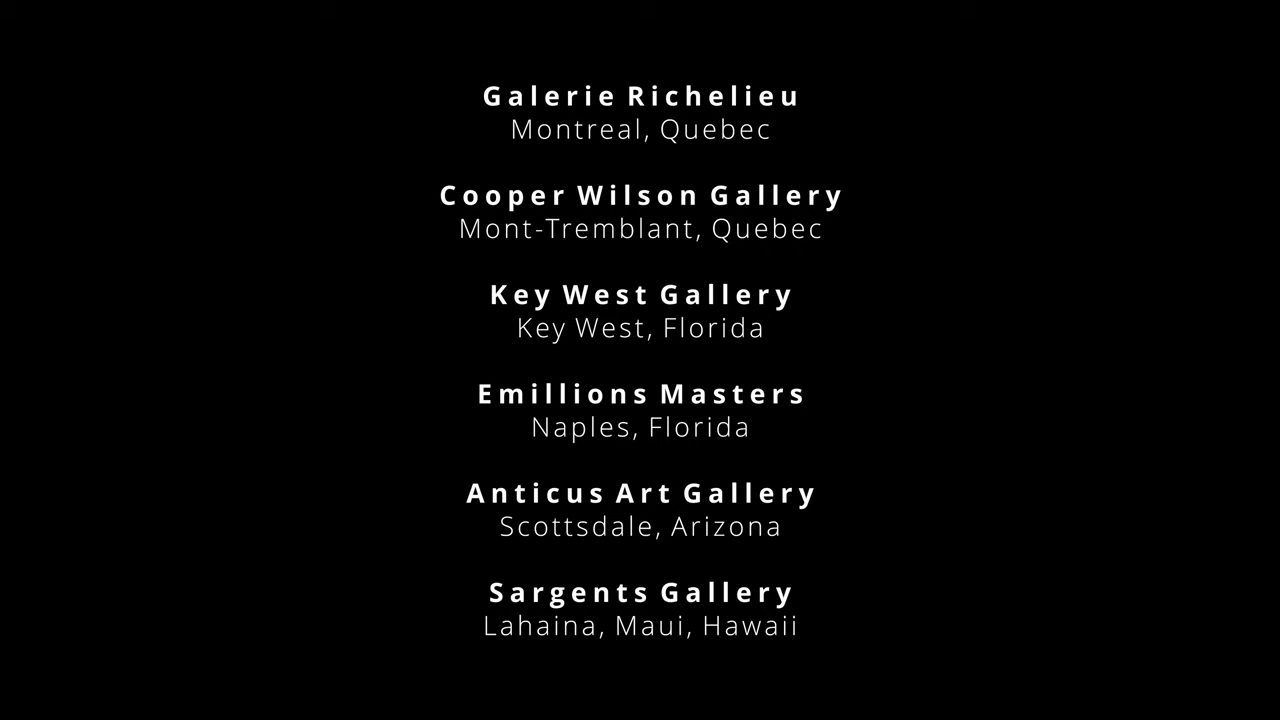 Galerie Richelieu
Montreal, Quebec
Cooper Wilson Gallery
Mont-Tremblant, Quebec
Key West Gallery
Key West, Florida
Emillions Masters
Naples, Florida
Anticus Art Gallery
Scottsdale, Arizona
Sargents Gallery
Lahaina, Maui, Hawaii